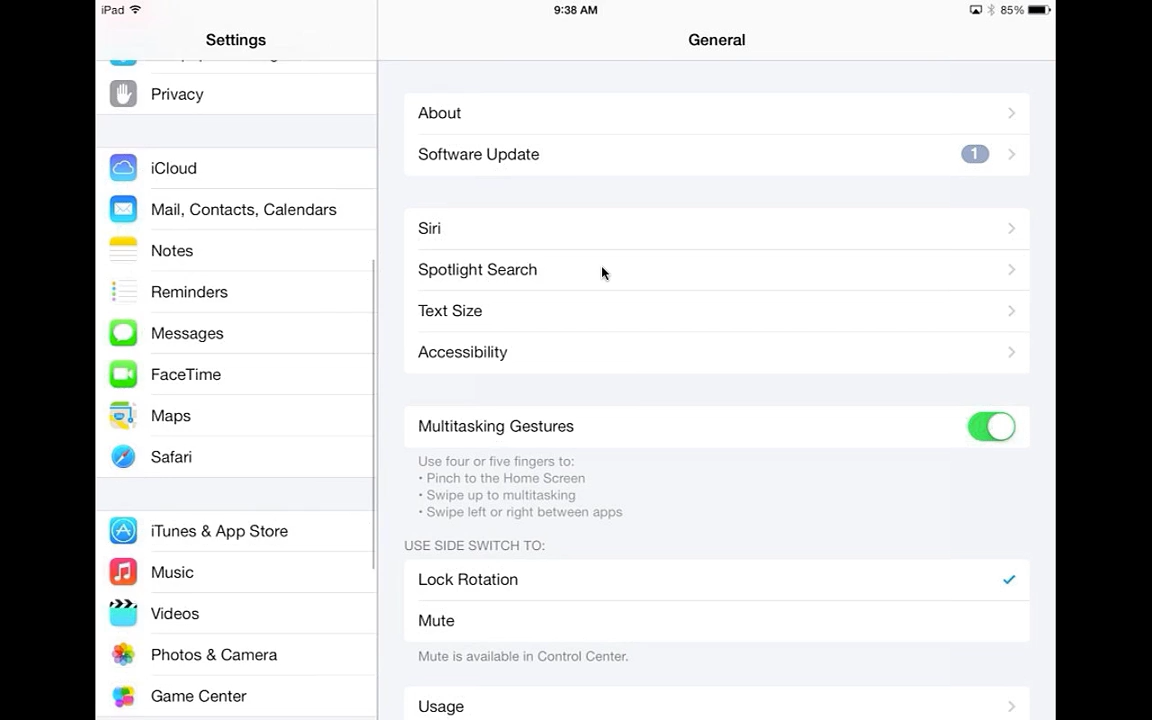 iPad
9:38 AM
85%
Settings
General
Privacy
iCloud
Mail, Contacts, Calendars
Notes
Reminders
Messages
FaceTime
Maps
Safari
iTunes & App Store
Music
Videos
Photos & Camera
Game Center
About
Software Update 1
Siri
Spotlight Search
Text Size
Accessibility
Multitasking Gestures
Use four or five fingers to:
• Pinch to the Home Screen
• Swipe up to multitasking
• Swipe left or right between apps
USE SIDE SWITCH TO:
Lock Rotation
Mute
Mute is available in Control Center.
Usage